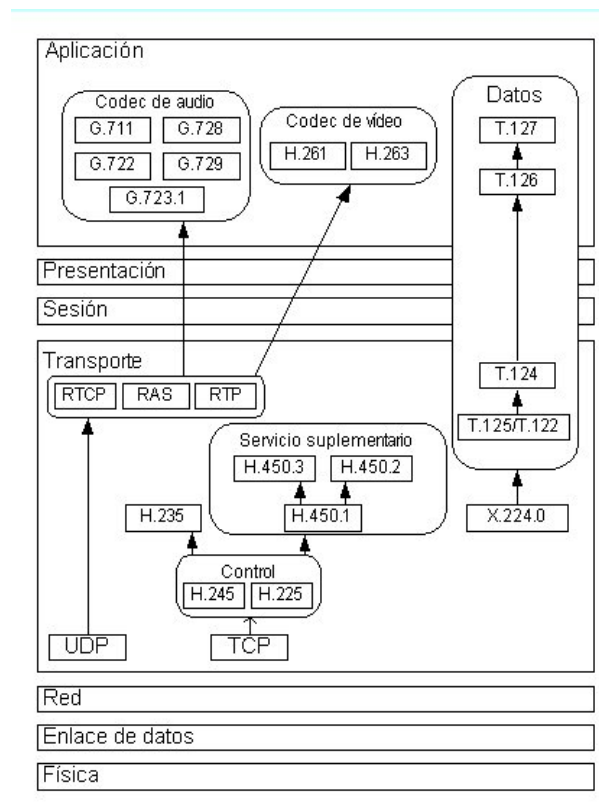 Aplicación
Codec de audio
G.711
G.728
G.722
G.729
G.723.1
Codec de vídeo
H.261
H.263
Datos
T.127
T.126
Presentación
Sesión
Transporte
RTCP
RAS
RTP
T.124
T.125/T.122
Servicio suplementario
H.450.3
H.450.2
H.450.1
H.235
X.224.0
Control
H.245
H.225
UDP
TCP
Red
Enlace de datos
Física